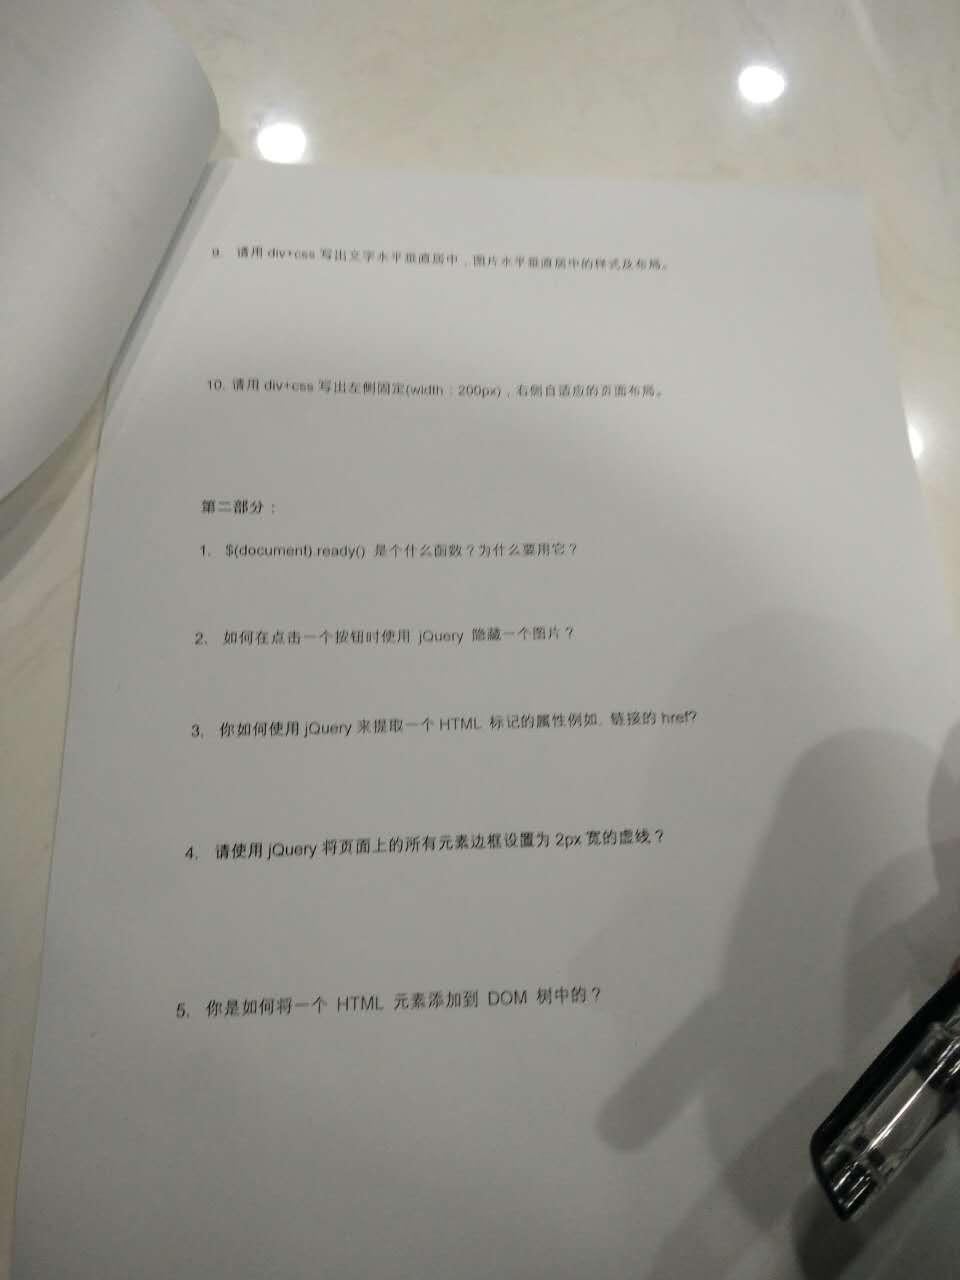 9. 请用 div+css 写出文字水平垂直居中，图片水平垂直居中的样式及布局。
10. 请用 div+css 写出左侧固定(width：200px)，右侧自适应的页面布局。
第二部分：
1. $(document).ready() 是个什么函数？为什么要用它？
2. 如何在点击一个按钮时使用 jQuery 隐藏一个图片？
3. 你如何使用 jQuery 来提取一个 HTML 标记的属性例如. 链接的 href?
4. 请使用 jQuery 将页面上的所有元素边框设置为 2px 宽的虚线？
5. 你是如何将一个 HTML 元素添加到 DOM 树中的？